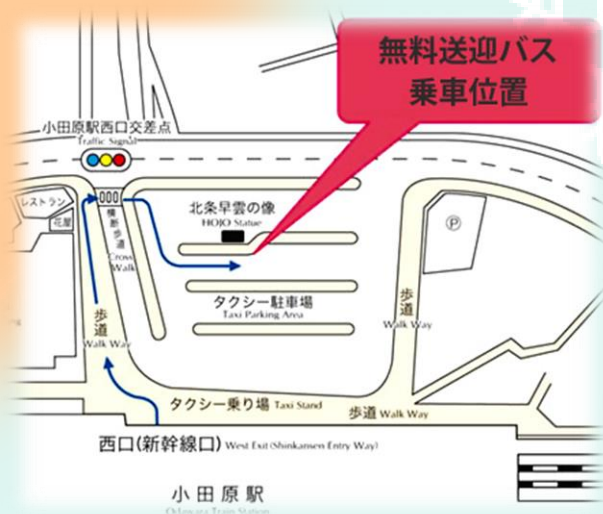 無料送迎バス
乗車位置
小田原駅西口交差点
Traffic Signal
レストラン
花屋
横断歩道
Cross
Walk
北条早雲の像
HOJO Statue
P
タクシー駐車場
Taxi Parking Area
歩道
Walk Way
歩道
Walk Way
タクシー乗り場 Taxi Stand
歩道 Walk Way
西口(新幹線口) West Exit (Shinkansen Entry Way)
小田原駅
Odawara Train Station